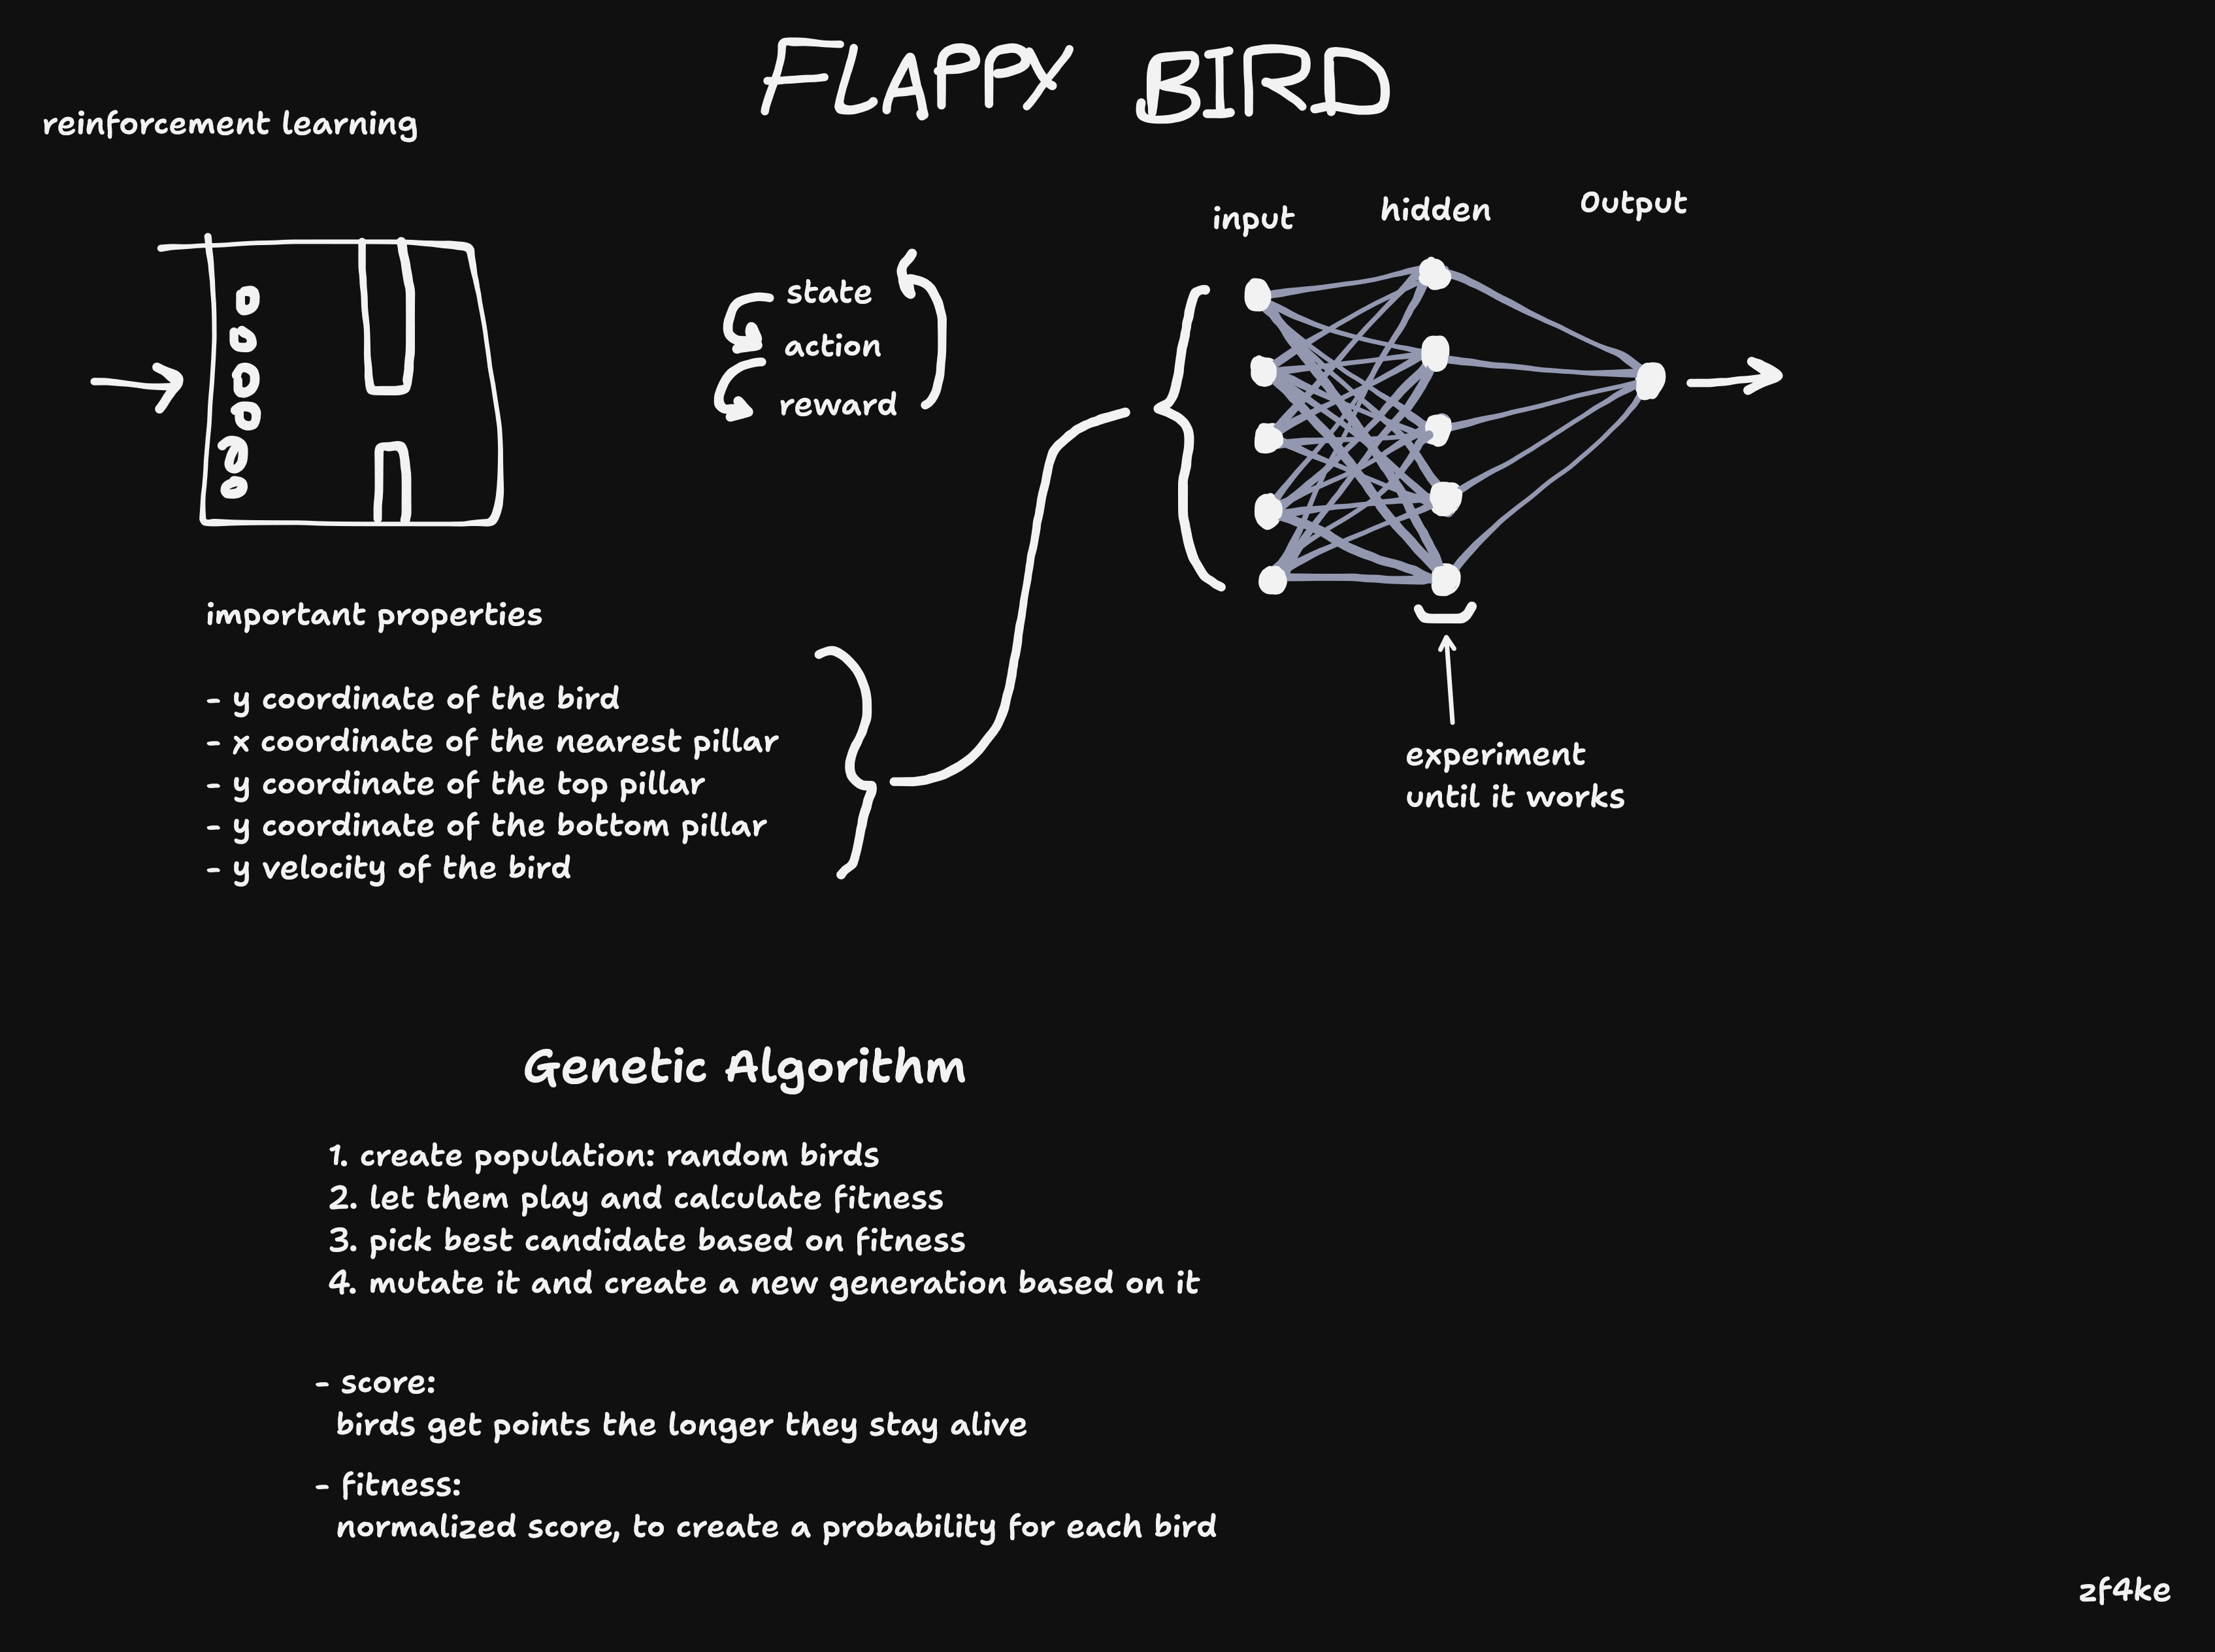 FLAPPY BIRD
reinforcement learning
input
hidden
Output
state
action
reward
important properties
- y coordinate of the bird
- x coordinate of the nearest pillar
- y coordinate of the top pillar
- y coordinate of the bottom pillar
- y velocity of the bird
experiment
until it works
Genetic Algorithm
1. create population: random birds
2. let them play and calculate fitness
3. pick best candidate based on fitness
4. mutate it and create a new generation based on it
- score:
birds get points the longer they stay alive
- fitness:
normalized score, to create a probability for each bird
zf4ke